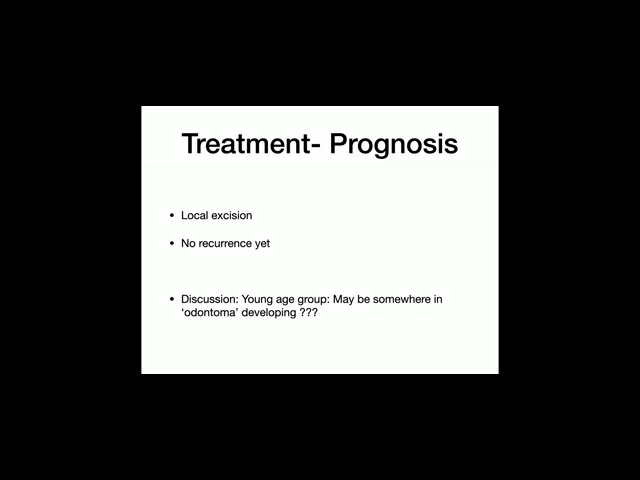 Treatment- Prognosis
• Local excision
• No recurrence yet
• Discussion: Young age group: May be somewhere in
‘odontoma’ developing ???